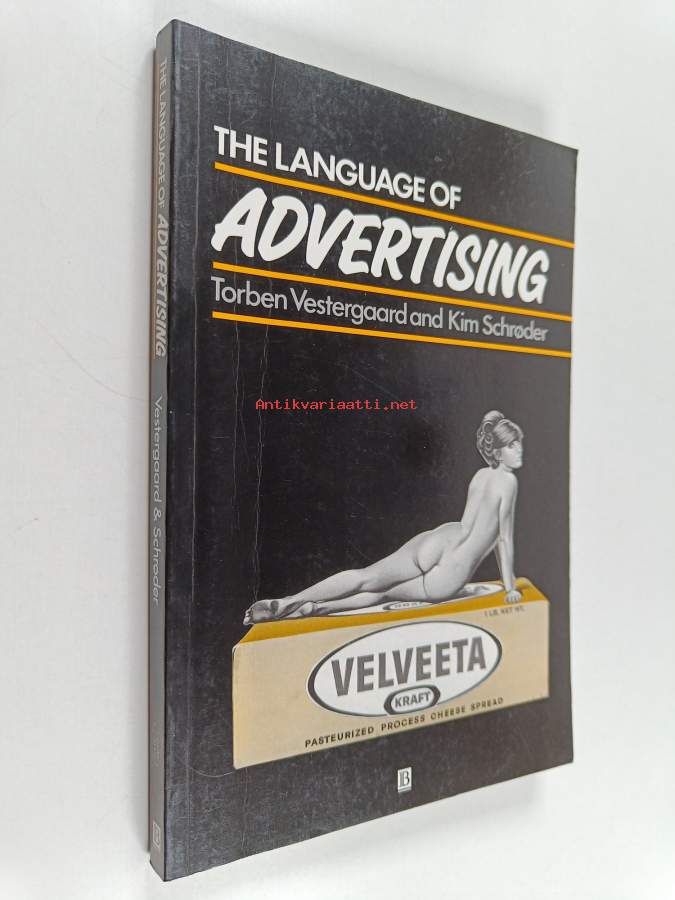 THE LANGUAGE OF
ADVERTISING
Torben Vestergaard and Kim Schrøder
Antikvariaatti.net
1 LB. NET WT.
VELVEETA
KRAFT
PASTEURIZED PROCESS CHEESE SPREAD
B
THE LANGUAGE OF ADVERTISING Vestergaard & Schrøder
B